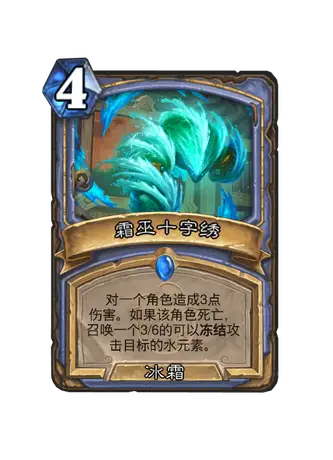 4
霜巫十字绣
对一个角色造成3点
伤害。如果该角色死亡，
召唤一个3/6的可以冻结攻
击目标的水元素。
冰霜